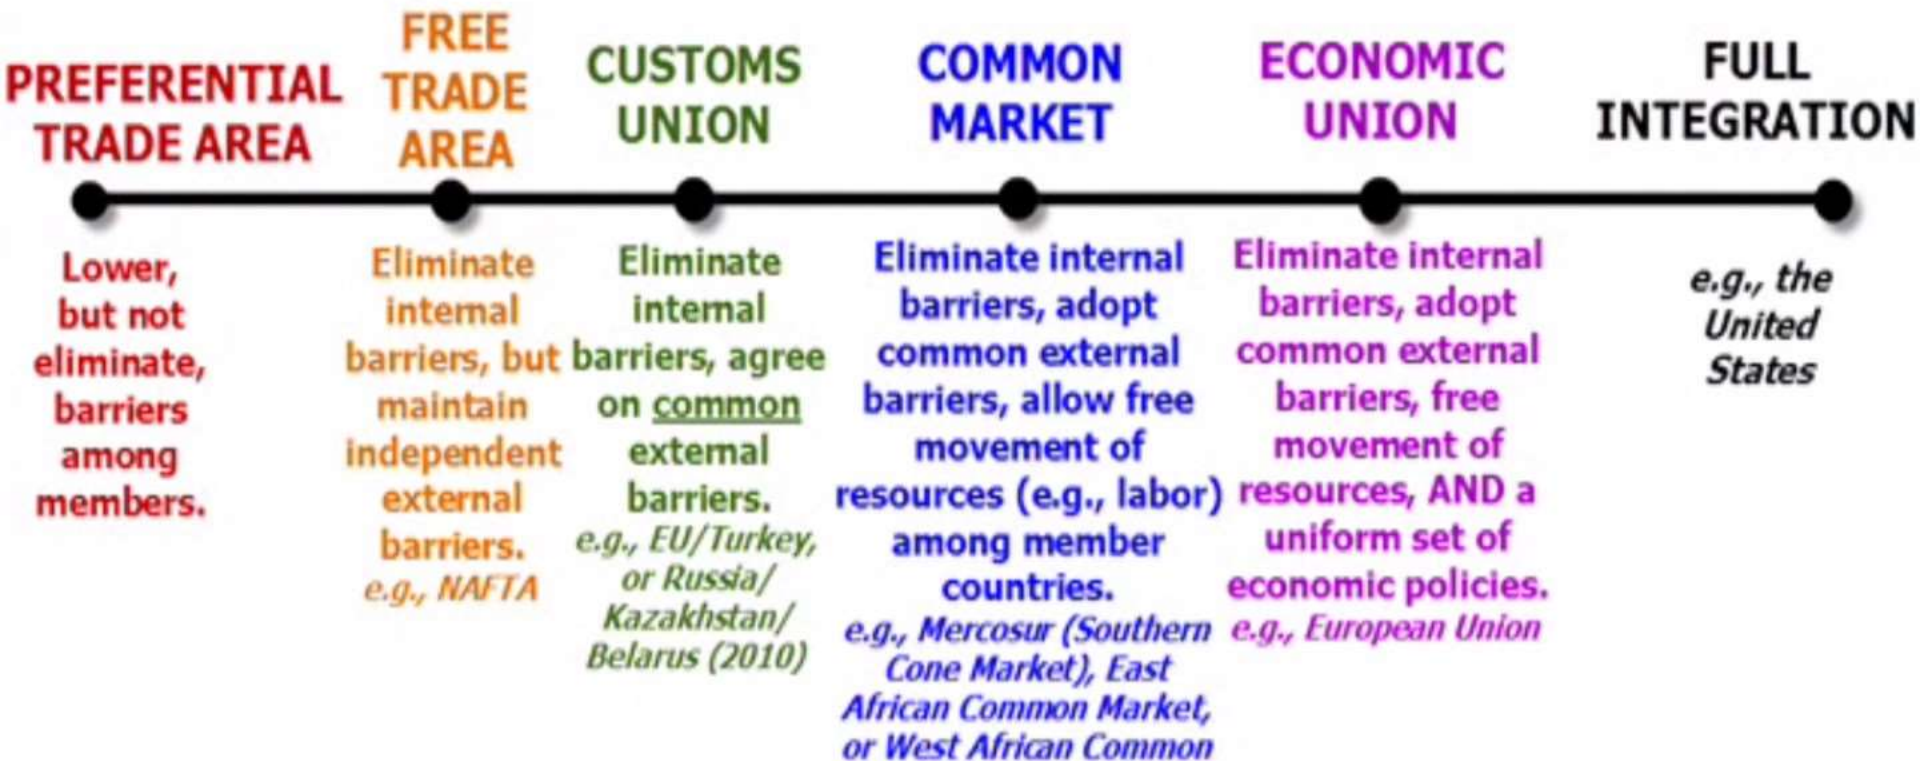 PREFERENTIAL
TRADE AREA
Lower,
but not
eliminate,
barriers
among
members.
FREE
TRADE
AREA
Eliminate
internal
barriers, but
maintain
independent
external
barriers.
e.g., NAFTA
CUSTOMS
UNION
Eliminate
internal
barriers, agree
on common
external
barriers.
e.g., EU/Turkey,
or Russia/
Kazakhstan/
Belarus (2010)
COMMON
MARKET
Eliminate internal
barriers, adopt
common external
barriers, allow free
movement of
resources (e.g., labor)
among member
countries.
e.g., Mercosur (Southern
Cone Market), East
African Common Market,
or West African Common
ECONOMIC
UNION
Eliminate internal
barriers, adopt
common external
barriers, free
movement of
resources, AND a
uniform set of
economic policies.
e.g., European Union
FULL
INTEGRATION
e.g., the
United
States